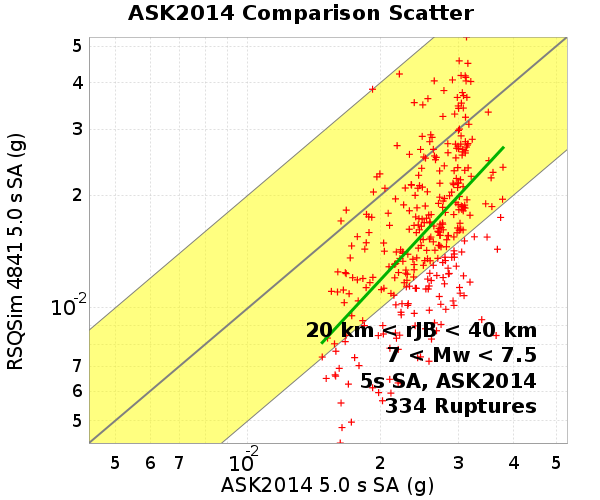 ASK2014 Comparison Scatter
RSQSim 4841 5.0 s SA (g)
5
4
3
2
10-2
7
6
5
20 km < rJB < 40 km
7 < Mw < 7.5
5s SA, ASK2014
334 Ruptures
5 6 7 10-2 2 3 4 5
ASK2014 5.0 s SA (g)